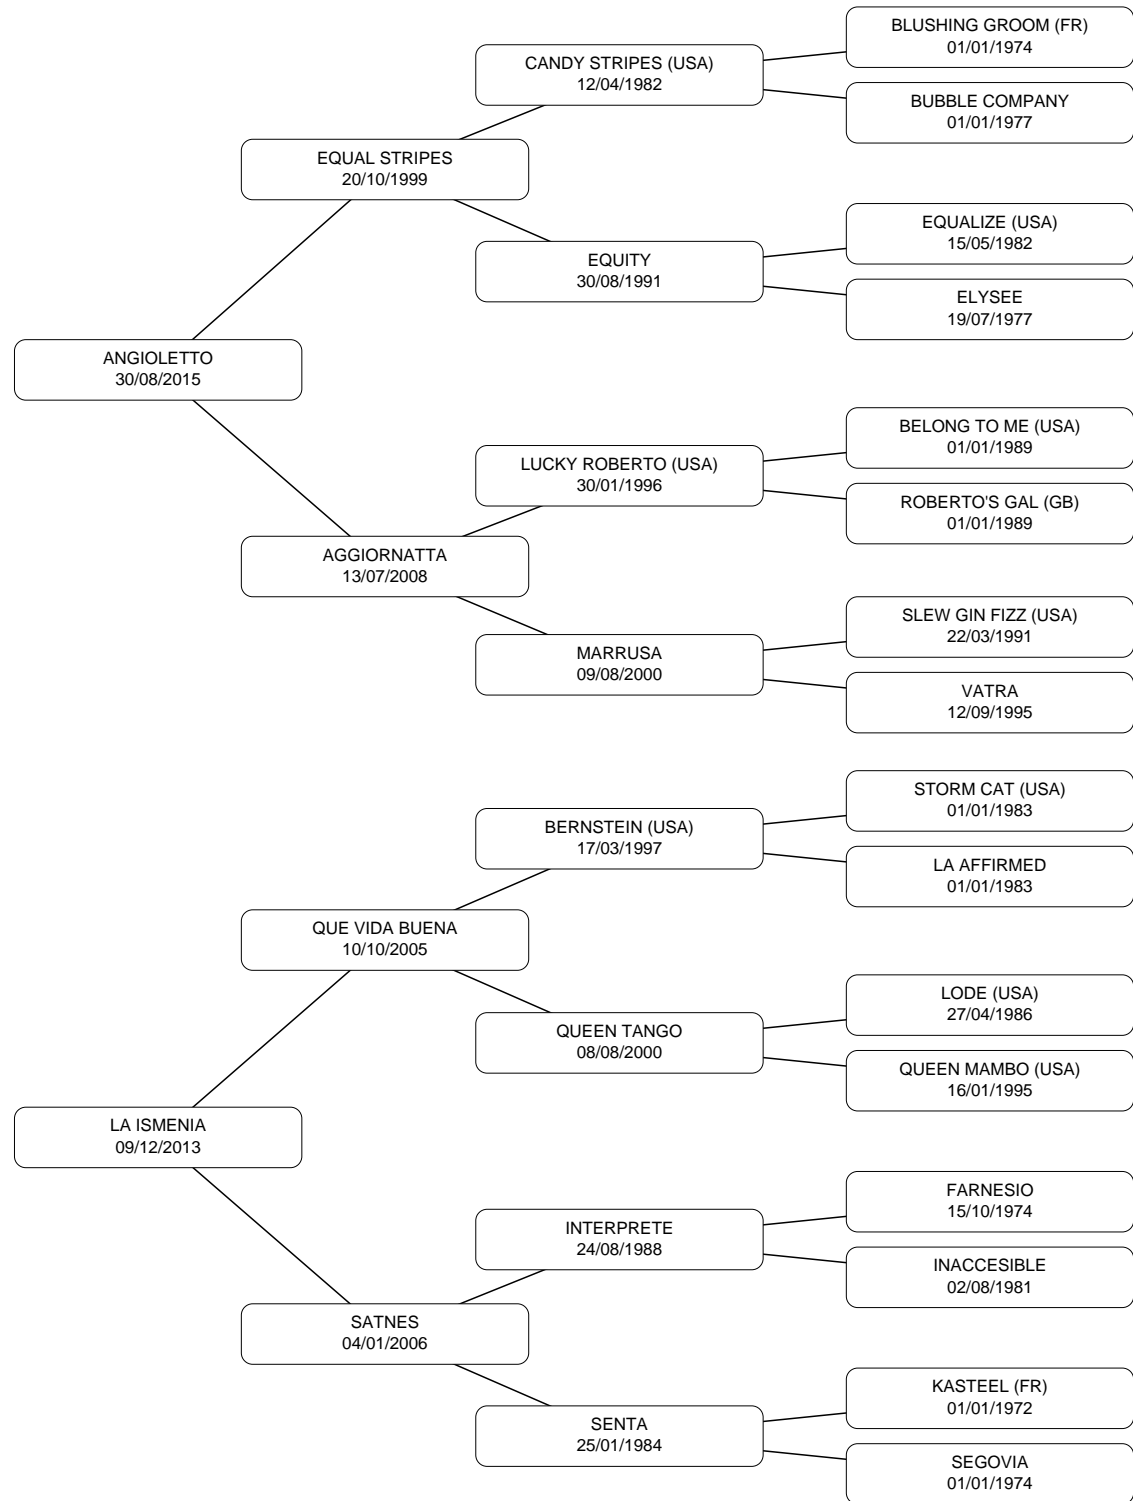 BLUSHING GROOM (FR)
01/01/1974
CANDY STRIPES (USA)
12/04/1982
BUBBLE COMPANY
01/01/1977
EQUAL STRIPES
20/10/1999
EQUALIZE (USA)
15/05/1982
EQUITY
30/08/1991
ELYSEE
19/07/1977
ANGIOLETTO
30/08/2015
BELONG TO ME (USA)
01/01/1989
LUCKY ROBERTO (USA)
30/01/1996
ROBERTO'S GAL (GB)
01/01/1989
AGGIORNATTA
13/07/2008
SLEW GIN FIZZ (USA)
22/03/1991
MARRUSA
09/08/2000
VATRA
12/09/1995
STORM CAT (USA)
01/01/1983
BERNSTEIN (USA)
17/03/1997
LA AFFIRMED
01/01/1983
QUE VIDA BUENA
10/10/2005
LODE (USA)
27/04/1986
QUEEN TANGO
08/08/2000
QUEEN MAMBO (USA)
16/01/1995
LA ISMENIA
09/12/2013
FARNESIO
15/10/1974
INTERPRETE
24/08/1988
INACCESIBLE
02/08/1981
SATNES
04/01/2006
KASTEEL (FR)
01/01/1972
SENTA
25/01/1984
SEGOVIA
01/01/1974